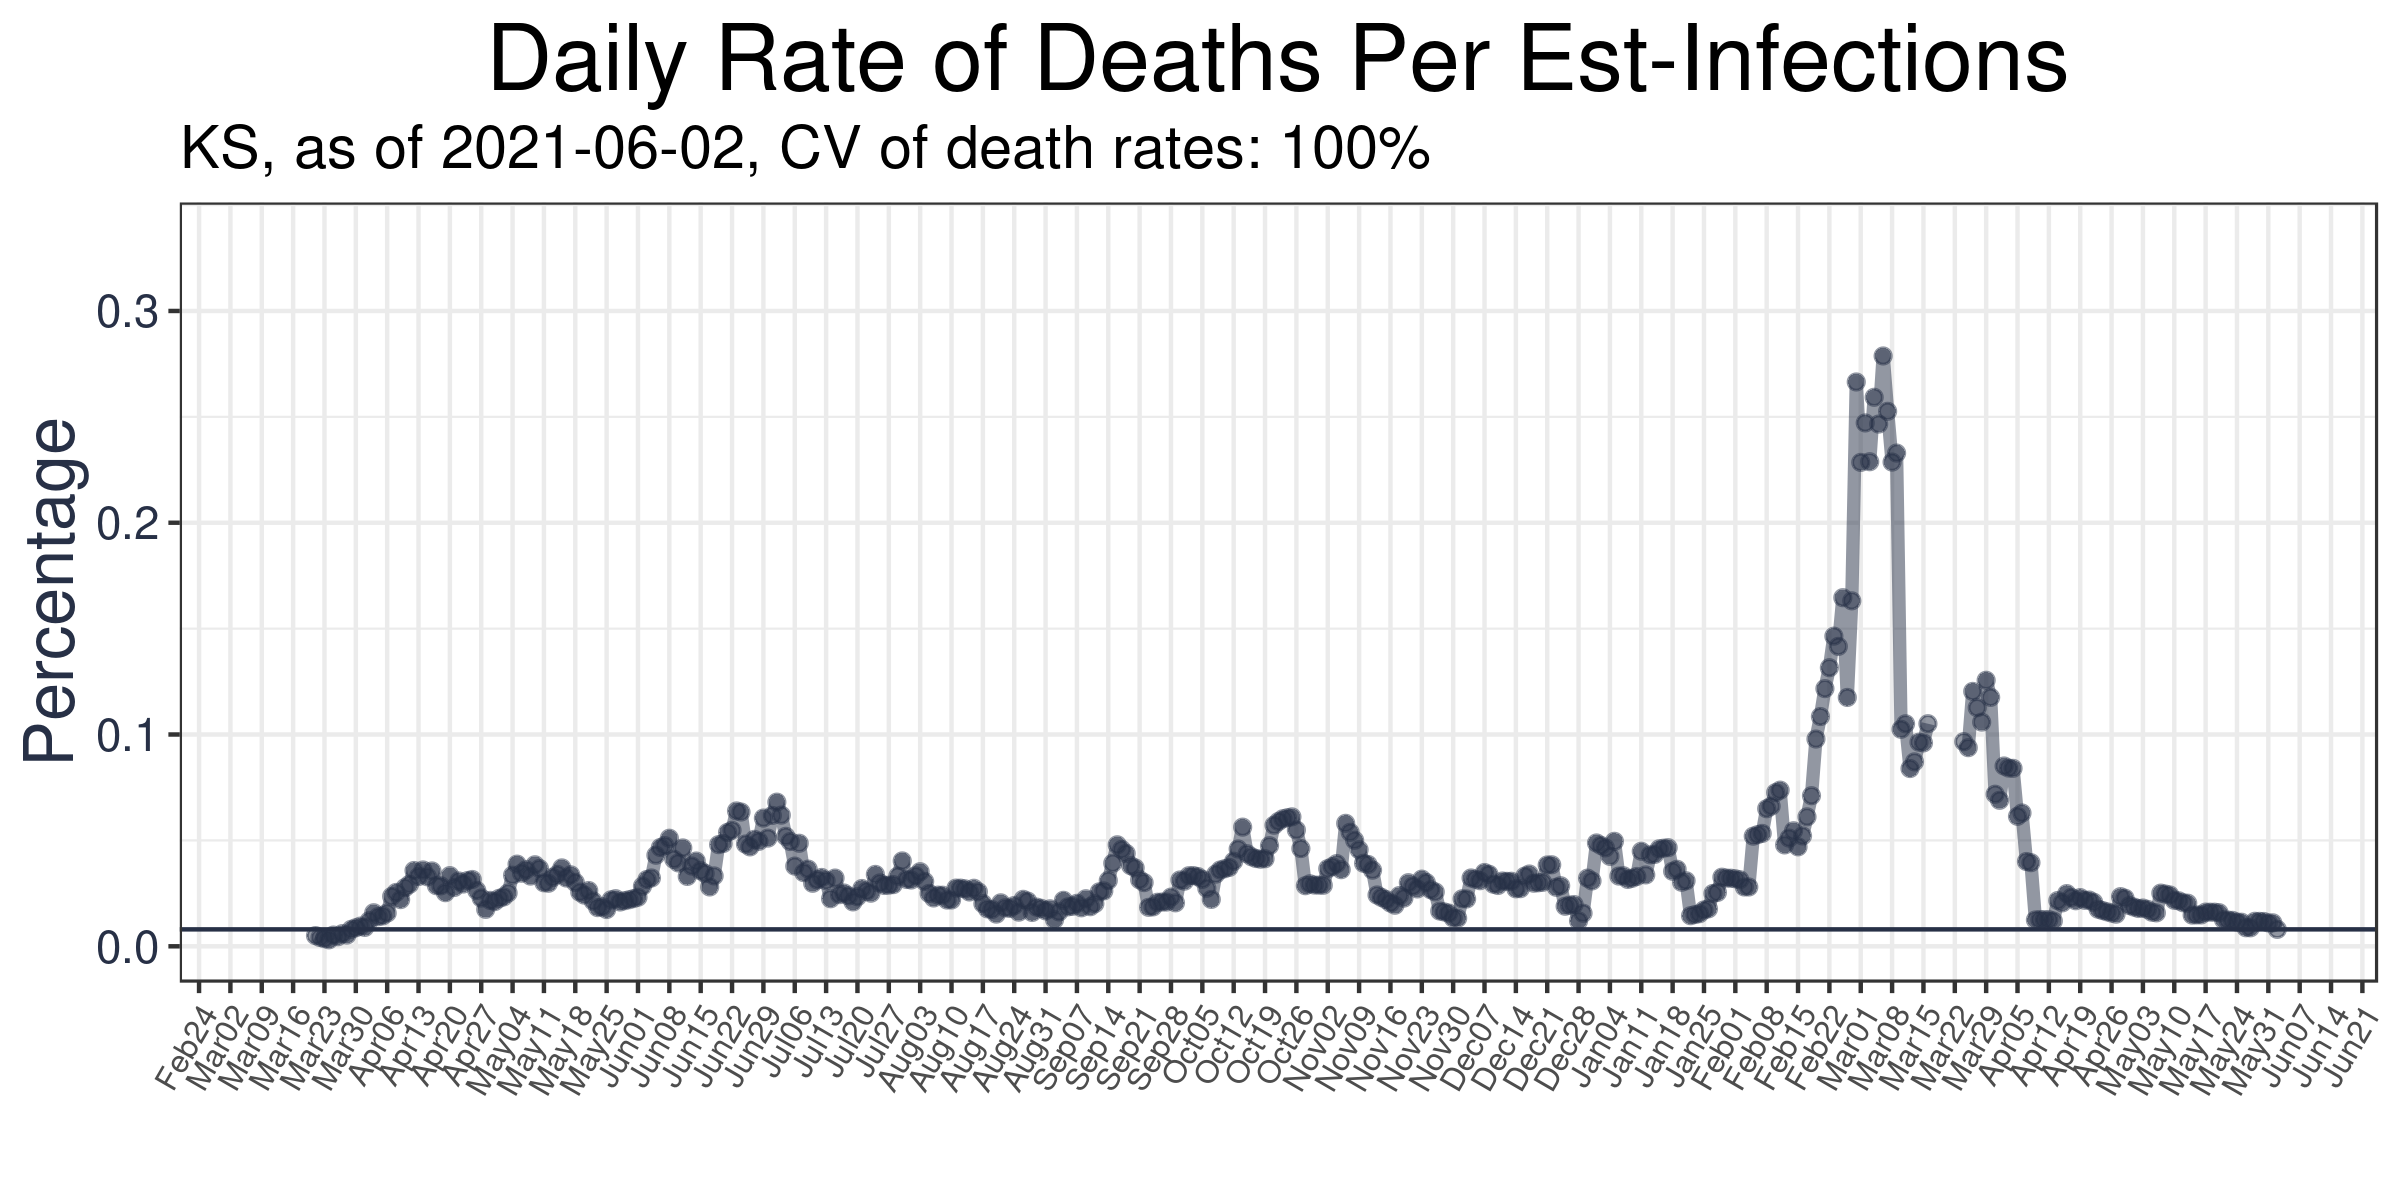 Daily Rate of Deaths Per Est-Infections
KS, as of 2021-06-02, CV of death rates: 100%
Percentage
0.3
0.2
0.1
0.0
Feb24 Mar02 Mar09 Mar16 Mar23 Mar30 Apr06 Apr13 Apr20 Apr27 May04 May11 May18 May25 Jun01 Jun08 Jun15 Jun22 Jun29 Jul06 Jul13 Jul20 Jul27 Aug03 Aug10 Aug17 Aug24 Aug31 Sep07 Sep14 Sep21 Sep28 Oct05 Oct12 Oct19 Oct26 Nov02 Nov09 Nov16 Nov23 Nov30 Dec07 Dec14 Dec21 Dec28 Jan04 Jan11 Jan18 Jan25 Feb01 Feb08 Feb15 Feb22 Mar01 Mar08 Mar15 Mar22 Mar29 Apr05 Apr12 Apr19 Apr26 May03 May10 May17 May24 May31 Jun07 Jun14 Jun21